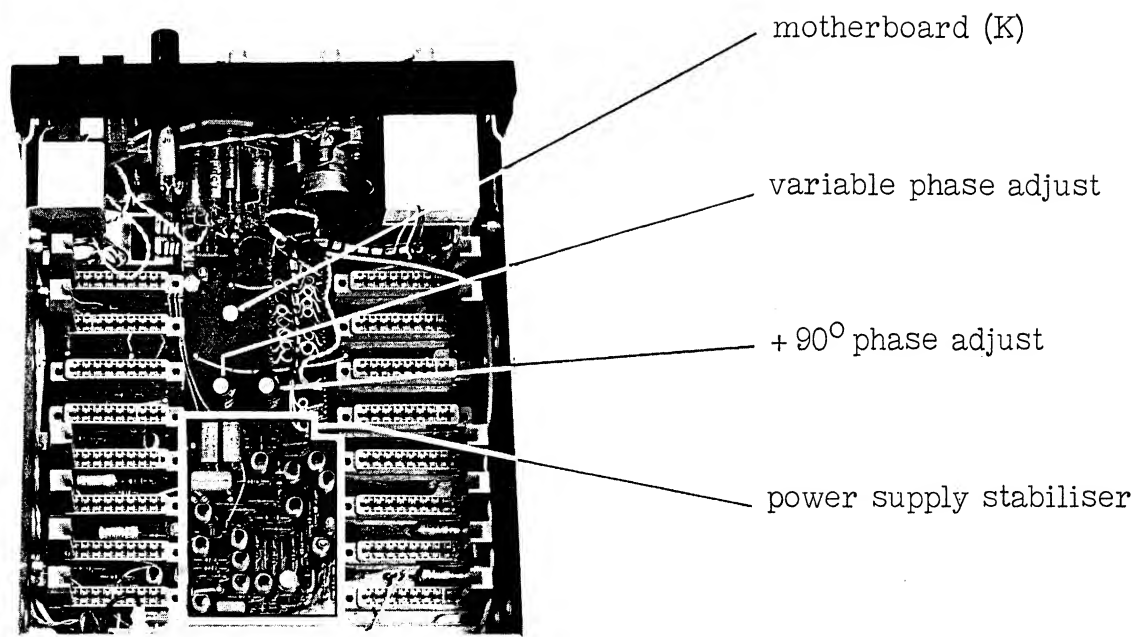 motherboard (K)
variable phase adjust
+ 90° phase adjust
power supply stabiliser